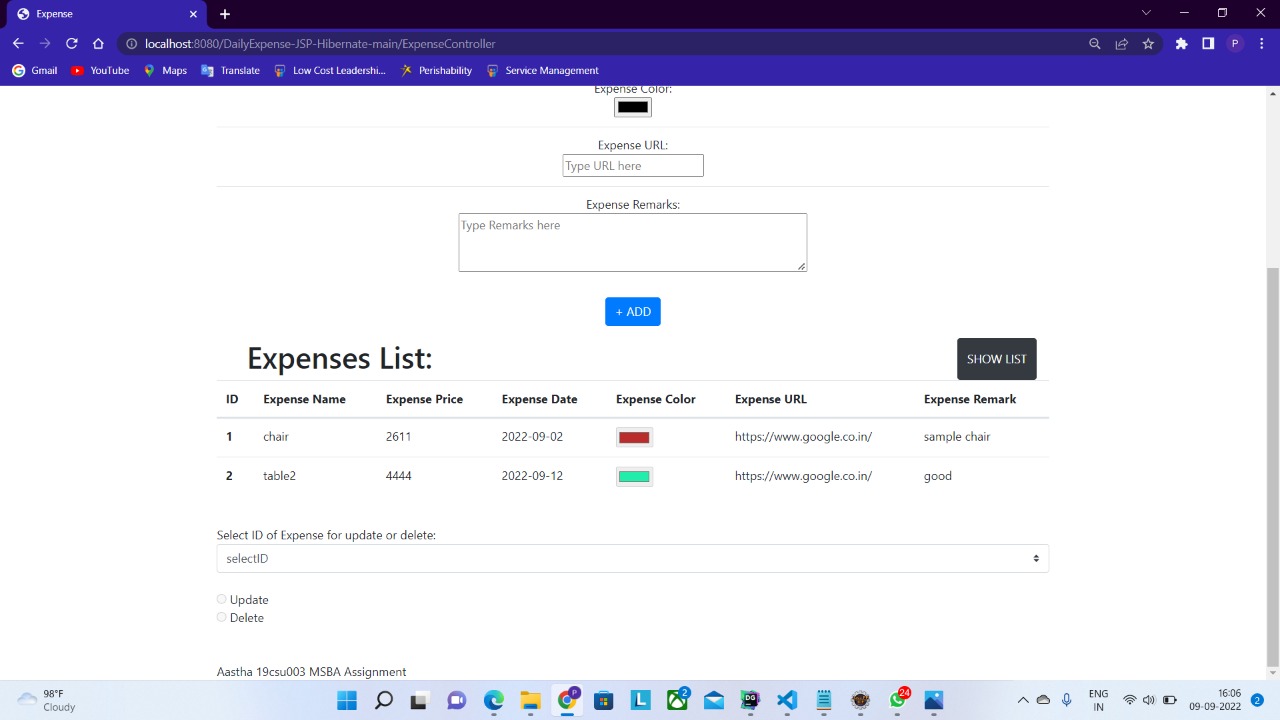 Expense
localhost:8080/DailyExpense-JSP-Hibernate-main/ExpenseController
P
Gmail YouTube Maps Translate Low Cost Leadershi... Perishability Service Management
Expense Color:
Expense URL:
Type URL here
Expense Remarks:
Type Remarks here
+ ADD
Expenses List: SHOW LIST
ID Expense Name Expense Price Expense Date Expense Color Expense URL Expense Remark
1 chair 2611 2022-09-02 https://www.google.co.in/ sample chair
2 table2 4444 2022-09-12 https://www.google.co.in/ good
Select ID of Expense for update or delete:
selectID
Update
Delete
Aastha 19csu003 MSBA Assignment
98°F
Cloudy
P
L
2
DG
24
ENG
IN
16:06
09-09-2022
2